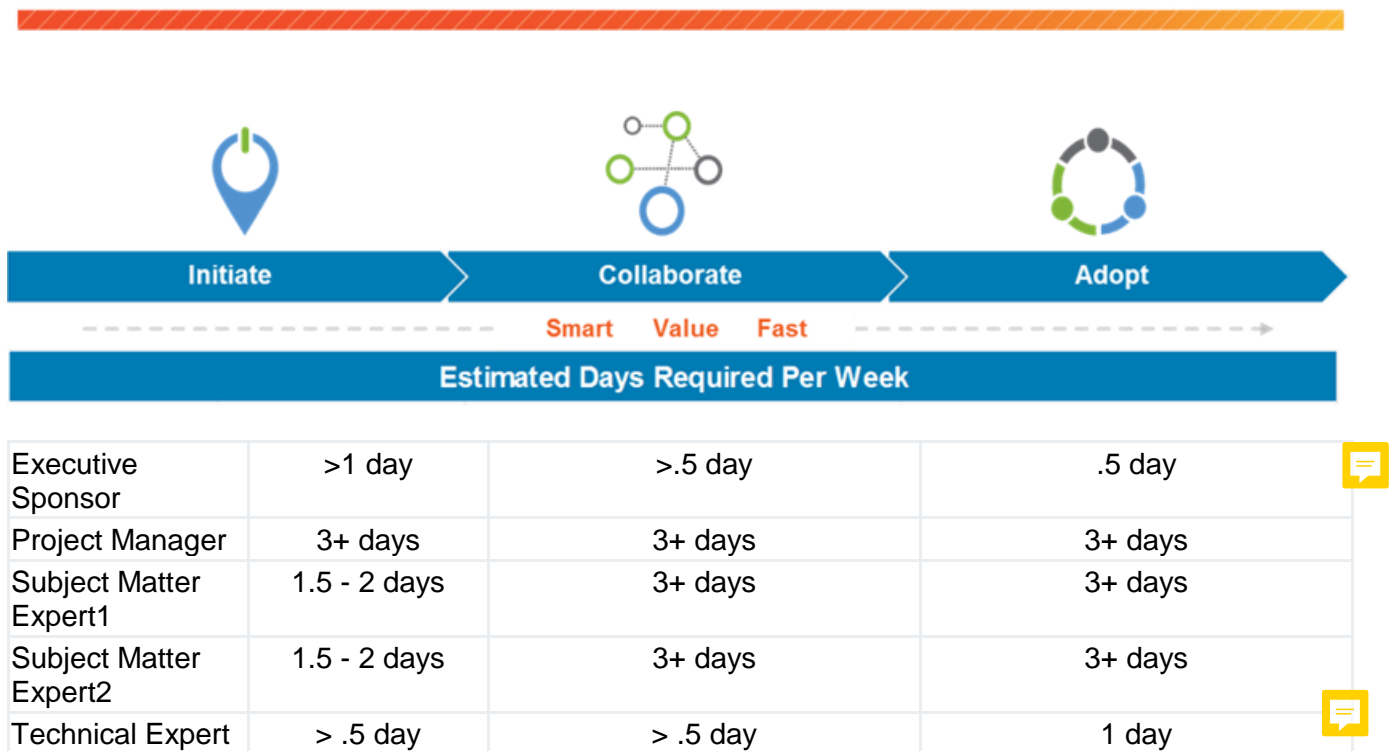 Initiate Collaborate Adopt
Smart Value Fast
Estimated Days Required Per Week
Executive Sponsor >1 day >.5 day .5 day
Project Manager 3+ days 3+ days 3+ days
Subject Matter Expert1 1.5 - 2 days 3+ days 3+ days
Subject Matter Expert2 1.5 - 2 days 3+ days 3+ days
Technical Expert > .5 day > .5 day 1 day